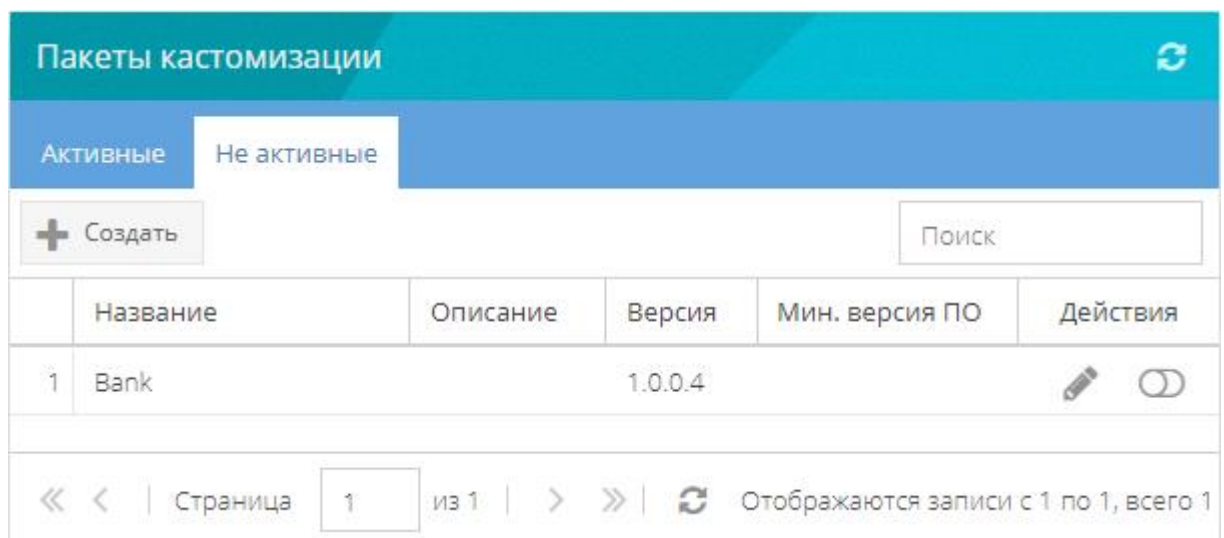 Пакеты кастомизации
Активные Не активные
Создать Поиск
Название Описание Версия Мин. версия ПО Действия
1 Bank 1.0.0.4
Страница 1 из 1 Отображаются записи с 1 по 1, всего 1